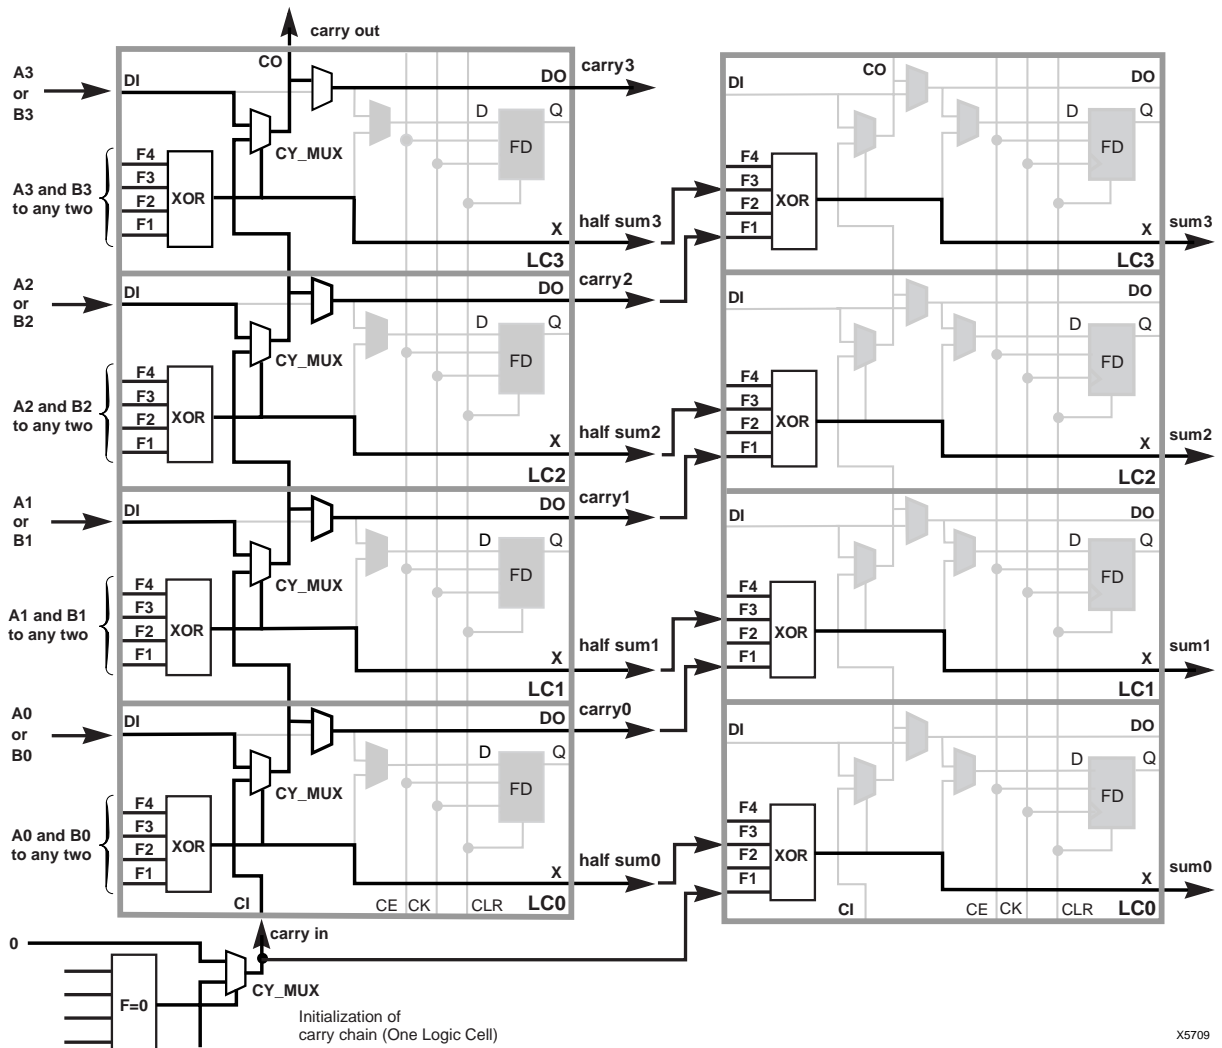 carry out
CO
A3
or
B3
DI
DO
carry3
D
Q
FD
CY_MUX
F4
F3
F2
F1
XOR
A3 and B3
to any two
half sum3
X
LC3
A2
or
B2
DI
DO
carry2
D
Q
FD
CY_MUX
F4
F3
F2
F1
XOR
A2 and B2
to any two
half sum2
X
LC2
A1
or
B1
DI
DO
carry1
D
Q
FD
CY_MUX
F4
F3
F2
F1
XOR
A1 and B1
to any two
half sum1
X
LC1
A0
or
B0
DI
DO
carry0
D
Q
FD
CY_MUX
F4
F3
F2
F1
XOR
A0 and B0
to any two
half sum0
X
CI
CE
CK
CLR
LC0
carry in
0
F=0
CY_MUX
Initialization of
carry chain (One Logic Cell)
DI
CO
DO
D
Q
FD
F4
F3
F2
F1
XOR
X
sum3
LC3
DI
DO
D
Q
FD
F4
F3
F2
F1
XOR
X
sum2
LC2
DI
DO
D
Q
FD
F4
F3
F2
F1
XOR
X
sum1
LC1
DI
DO
D
Q
FD
F4
F3
F2
F1
XOR
X
sum0
CI
CE
CK
CLR
LC0
X5709